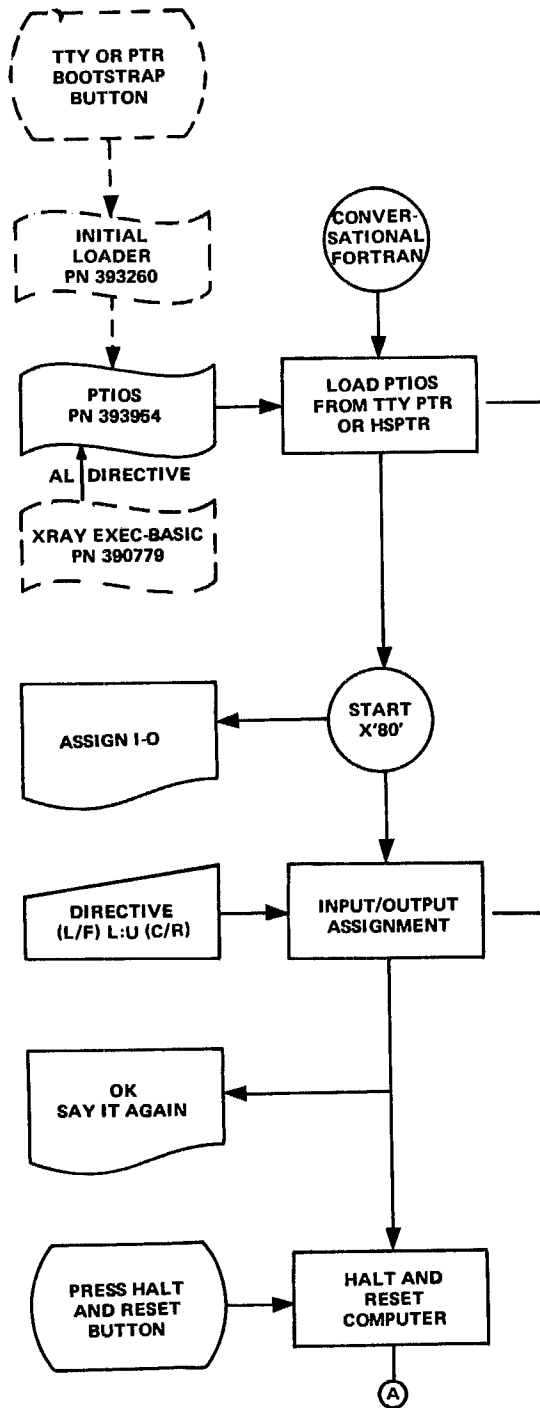 TTY OR PTR
BOOTSTRAP
BUTTON
INITIAL
LOADER
PN 393260
CONVER-
SATIONAL
FORTRAN
PTIOS
PN 393954
LOAD PTIOS
FROM TTY PTR
OR HSPTR
AL DIRECTIVE
XRAY EXEC-BASIC
PN 390779
START
X'80'
ASSIGN I-O
DIRECTIVE
(L/F) L:U (C/R)
INPUT/OUTPUT
ASSIGNMENT
OK
SAY IT AGAIN
PRESS HALT
AND RESET
BUTTON
HALT AND
RESET
COMPUTER
A